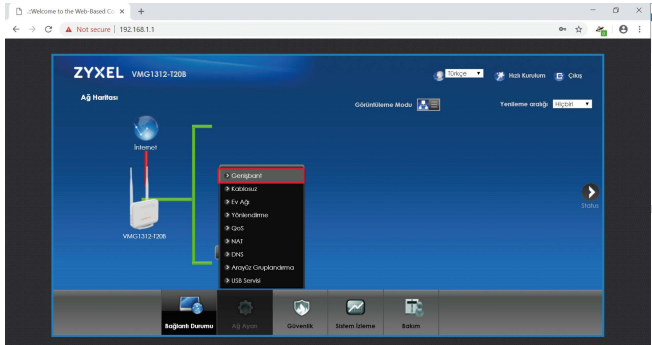 ::Welcome to the Web-Based Co
Not secure | 192.168.1.1
ZYXEL VMG1312-T20B
Türkçe
Hızlı Kurulum
Çıkış
Ağ Haritası
Görüntüleme Modu
Yenileme aralığı
Hiçbiri
İnternet
Genişbant
Kablosuz
Ev Ağı
Yönlendirme
QoS
NAT
DNS
Arayüz Gruplandırma
USB Servisi
Status
VMG1312-T20B
Bağlantı Durumu
Ağ Ayarı
Güvenlik
Sistem İzleme
Bakım